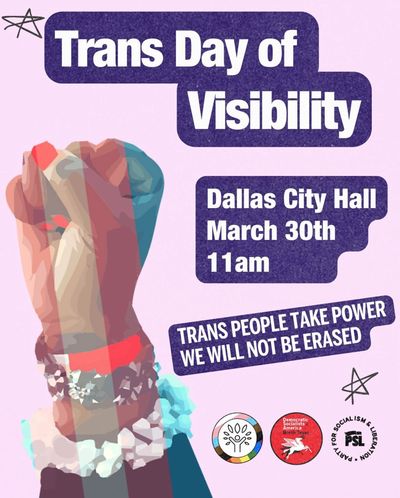 Trans Day of
Visibility
Dallas City Hall
March 30th
11am
TRANS PEOPLE TAKE POWER
WE WILL NOT BE ERASED
Democratic
Socialists
America
PARTY FOR SOCIALISM & LIBERATION •
PSL